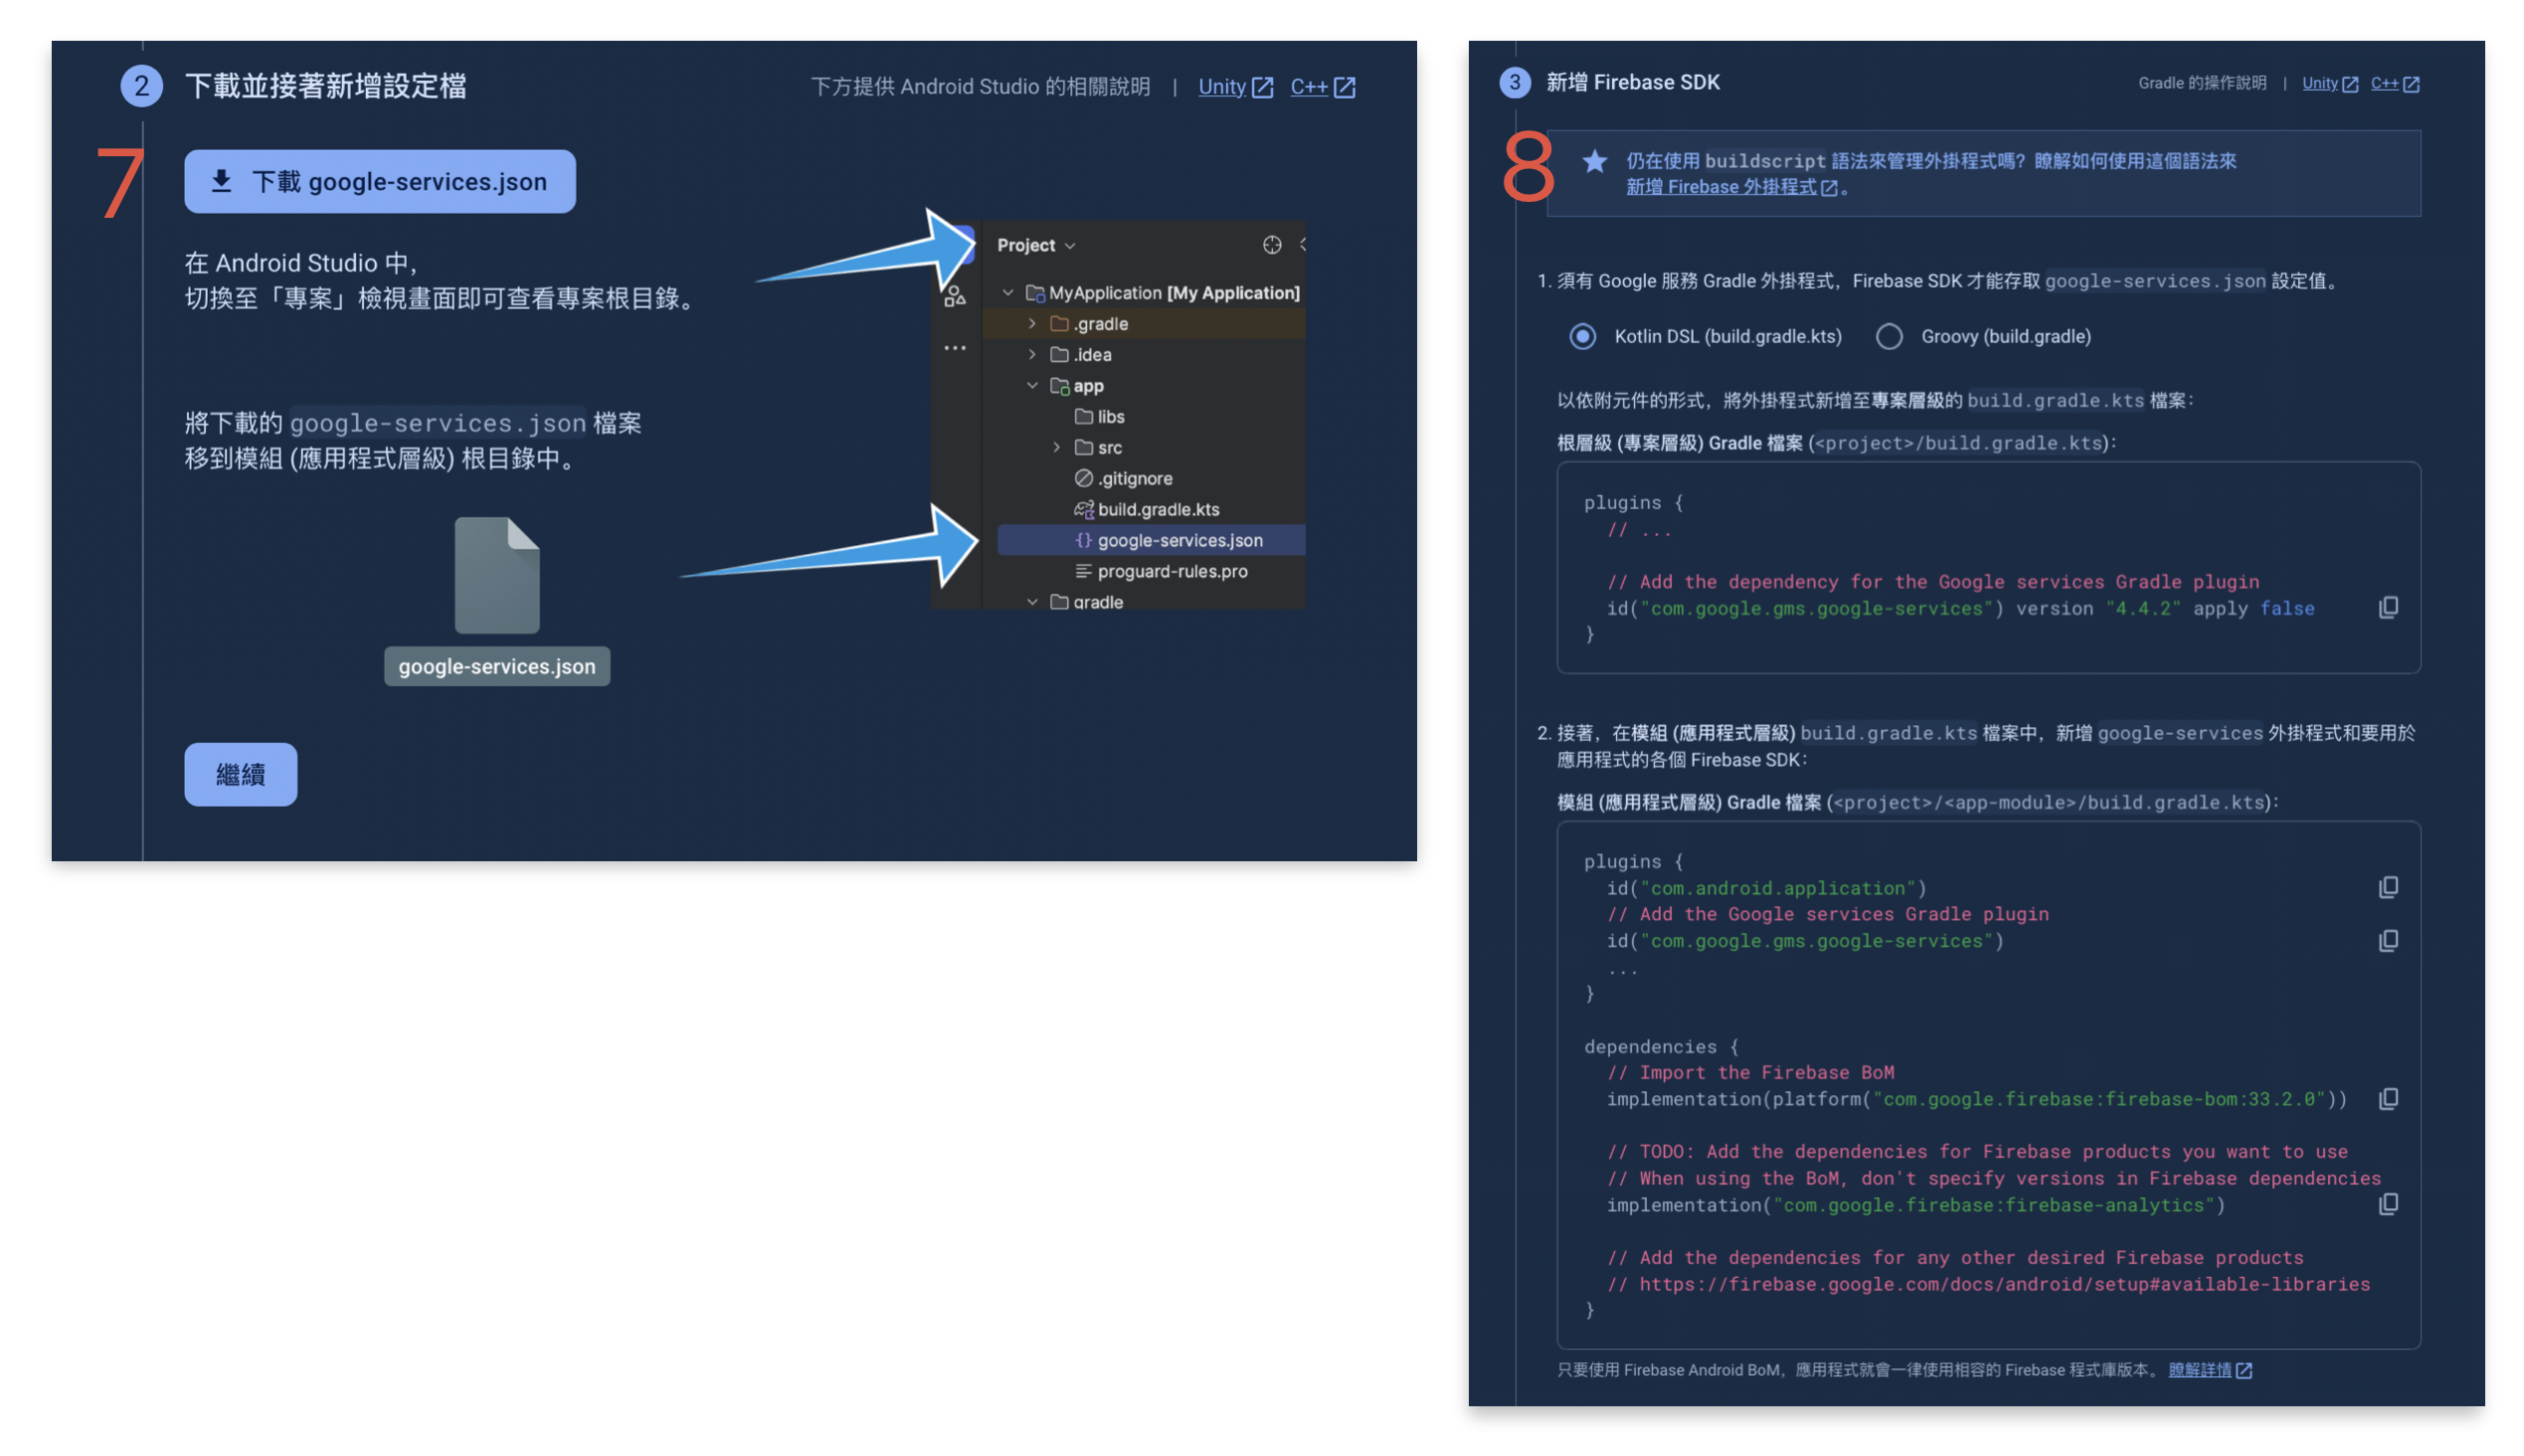 2 下載並接著新增設定檔 下方提供 Android Studio 的相關說明 | Unity C++
7
下載 google-services.json
在 Android Studio 中，
切換至「專案」檢視畫面即可查看專案根目錄。
將下載的 google-services.json 檔案
移到模組 (應用程式層級) 根目錄中。
google-services.json
Project
MyApplication [My Application]
.gradle
.idea
app
libs
src
.gitignore
build.gradle.kts
{} google-services.json
proguard-rules.pro
gradle
繼續
3 新增 Firebase SDK Gradle 的操作說明 | Unity C++
8
仍在使用 buildscript 語法來管理外掛程式嗎？瞭解如何使用這個語法來
新增 Firebase 外掛程式。
1. 須有 Google 服務 Gradle 外掛程式，Firebase SDK 才能存取 google-services.json 設定值。
Kotlin DSL (build.gradle.kts) Groovy (build.gradle)
以依附元件的形式，將外掛程式新增至專案層級的 build.gradle.kts 檔案：
根層級 (專案層級) Gradle 檔案 (<project>/build.gradle.kts)：
plugins {
// ...
// Add the dependency for the Google services Gradle plugin
id("com.google.gms.google-services") version "4.4.2" apply false
}
2. 接著，在模組 (應用程式層級) build.gradle.kts 檔案中，新增 google-services 外掛程式和要用於
應用程式的各個 Firebase SDK：
模組 (應用程式層級) Gradle 檔案 (<project>/<app-module>/build.gradle.kts)：
plugins {
id("com.android.application")
// Add the Google services Gradle plugin
id("com.google.gms.google-services")
...
}
dependencies {
// Import the Firebase BoM
implementation(platform("com.google.firebase:firebase-bom:33.2.0"))
// TODO: Add the dependencies for Firebase products you want to use
// When using the BoM, don't specify versions in Firebase dependencies
implementation("com.google.firebase:firebase-analytics")
// Add the dependencies for any other desired Firebase products
// https://firebase.google.com/docs/android/setup#available-libraries
}
只要使用 Firebase Android BoM，應用程式就會一律使用相容的 Firebase 程式庫版本。瞭解詳情